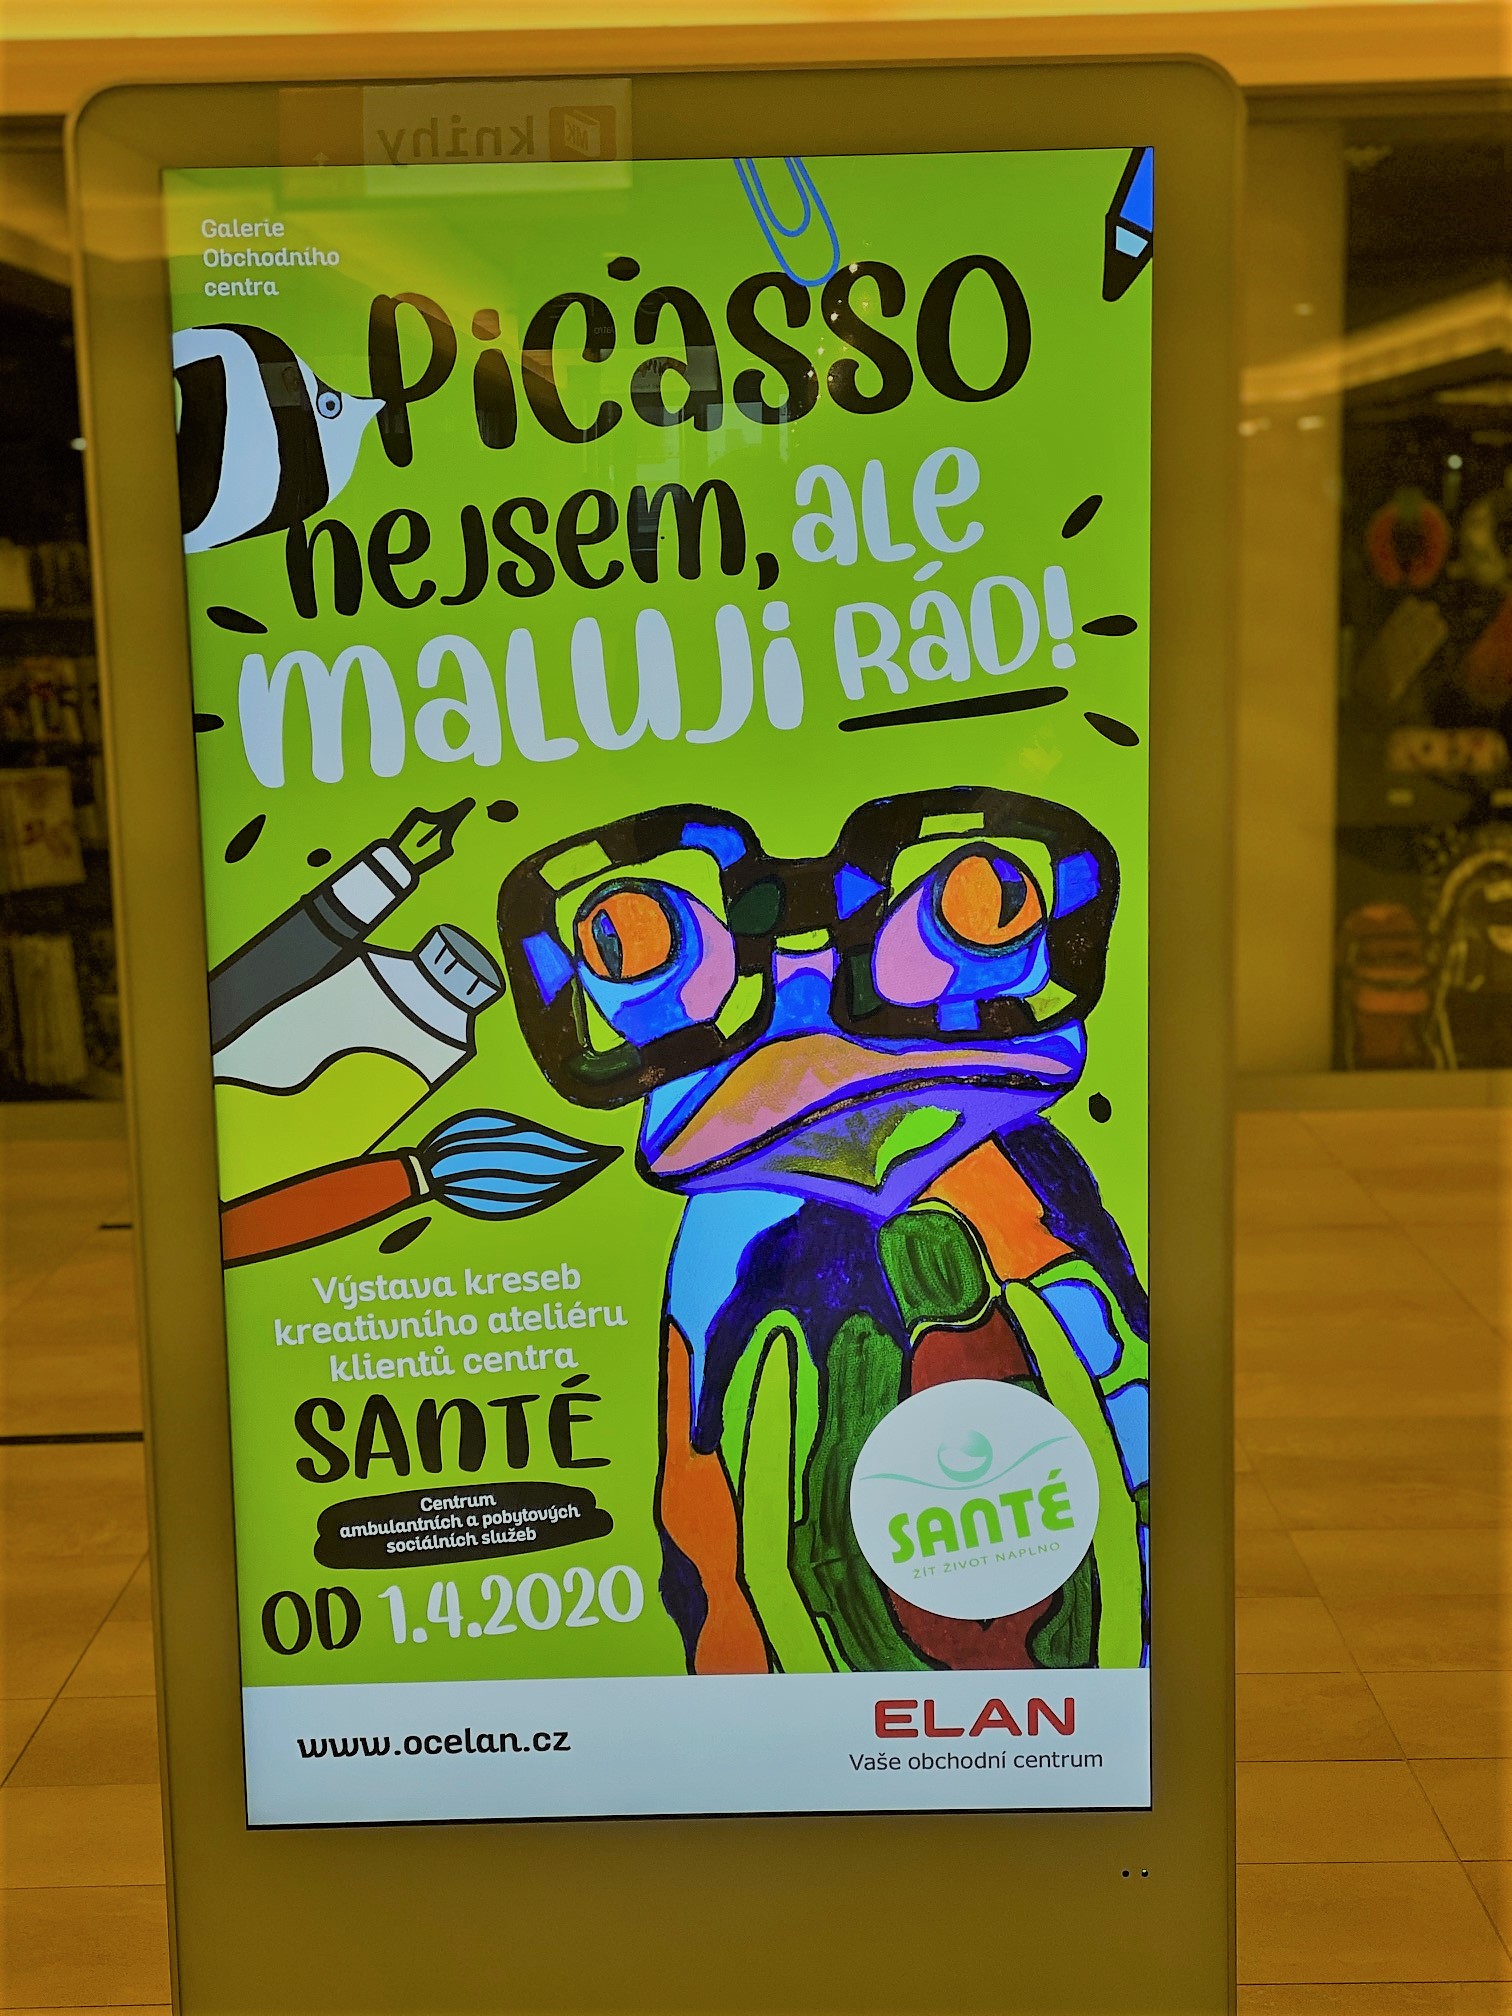 knihy
Galerie
Obchodního
centra
Picasso
nejsem, ale
maluji rád!
Výstava kreseb
kreativního ateliéru
klientů centra
SANTÉ
Centrum
ambulantních a pobytových
sociálních služeb
OD 1.4.2020
SANTÉ
ŽÍT ŽIVOT NAPLNO
www.ocelan.cz
ELAN
Vaše obchodní centrum